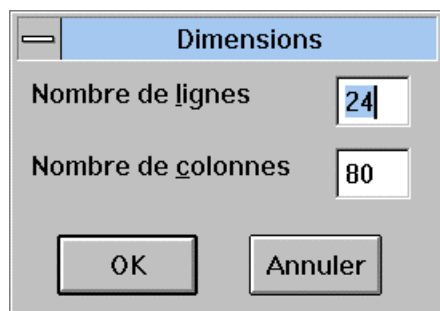 Dimensions
Nombre de lignes 24
Nombre de colonnes 80
OK Annuler